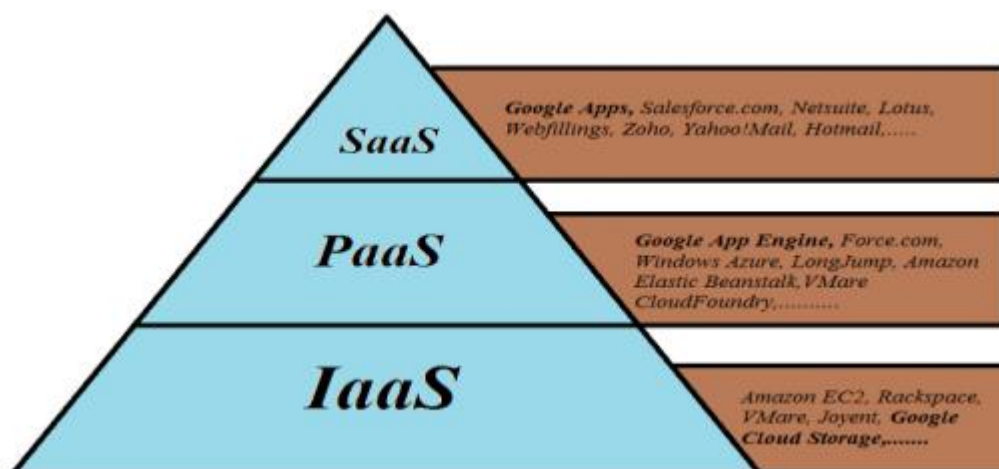 SaaS
Google Apps, Salesforce.com, Netsuite, Lotus,
Webfillings, Zoho, Yahoo!Mail, Hotmail,.....
PaaS
Google App Engine, Force.com,
Windows Azure, LongJump, Amazon
Elastic Beanstalk,VMare
CloudFoundry,..........
IaaS
Amazon EC2, Rackspace,
VMare, Joyent, Google
Cloud Storage,.......